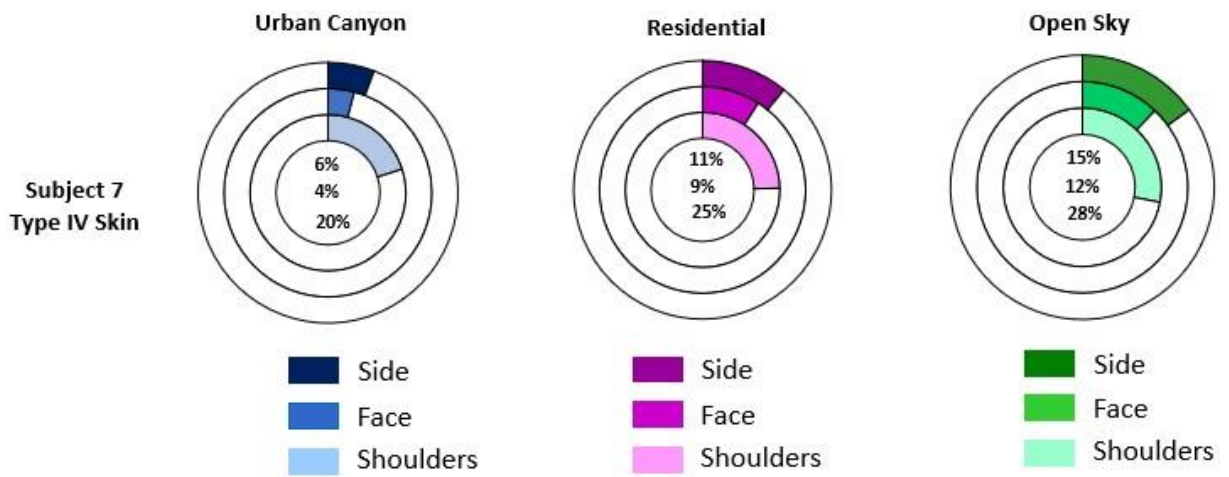 Urban Canyon
Residential
Open Sky
Subject 7
Type IV Skin
6%
4%
20%
11%
9%
25%
15%
12%
28%
Side
Face
Shoulders
Side
Face
Shoulders
Side
Face
Shoulders